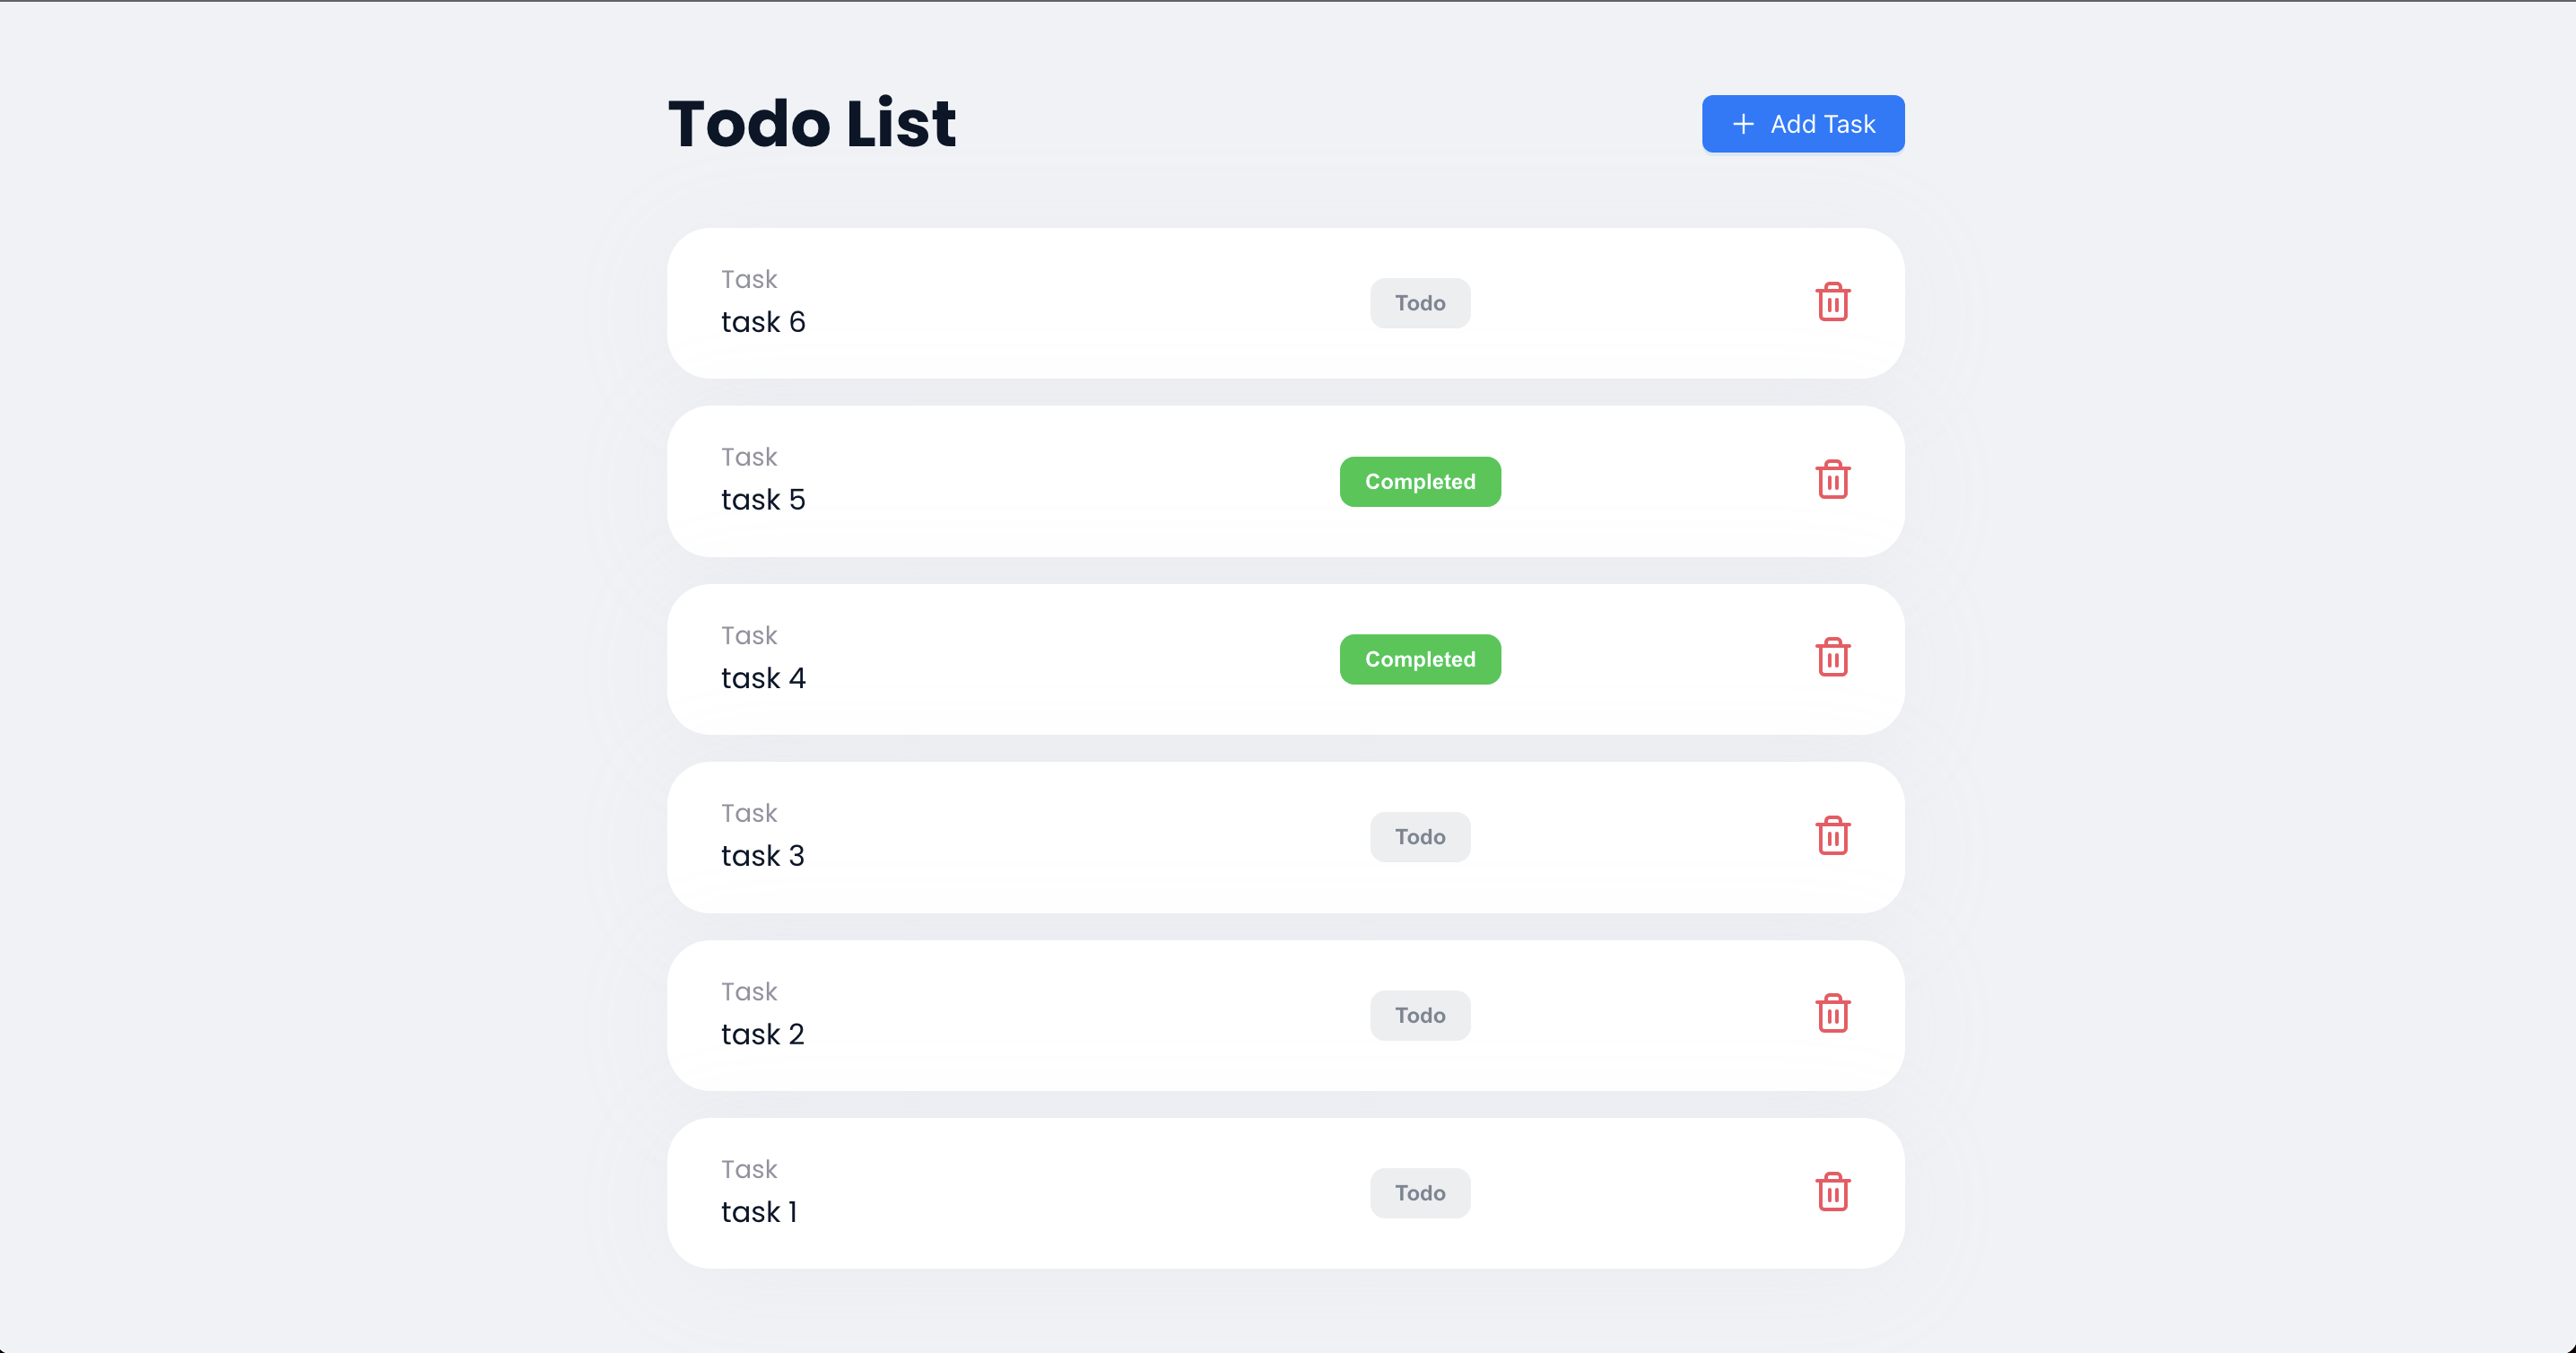 Todo List
Add Task
Task
task 6
Todo
Task
task 5
Completed
Task
task 4
Completed
Task
task 3
Todo
Task
task 2
Todo
Task
task 1
Todo